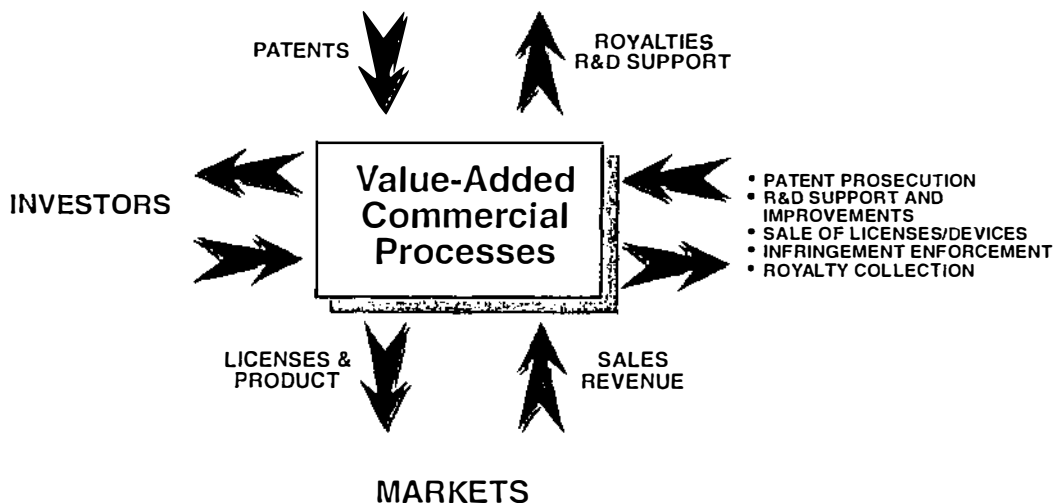 PATENTS
ROYALTIES
R&D SUPPORT
INVESTORS
Value-Added
Commercial
Processes
• PATENT PROSECUTION
• R&D SUPPORT AND
IMPROVEMENTS
• SALE OF LICENSES/DEVICES
• INFRINGEMENT ENFORCEMENT
• ROYALTY COLLECTION
LICENSES &
PRODUCT
SALES
REVENUE
MARKETS